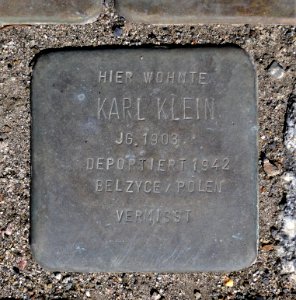 HIER WOHNTE
KARL KLEIN
JG. 1903
DEPORTIERT 1942
BELZYCE / POLEN
VERMISST